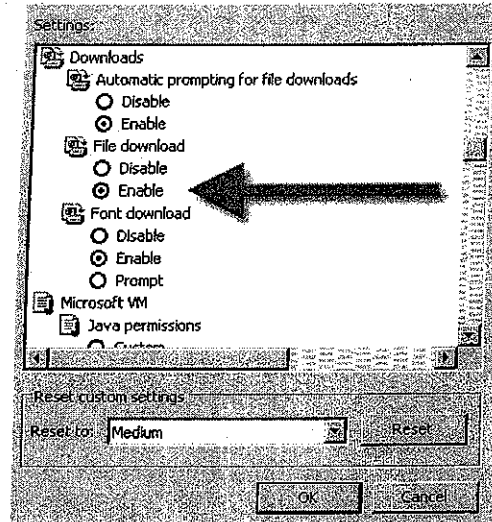 Settings:
Downloads
Automatic prompting for file downloads
Disable
Enable
File download
Disable
Enable
Font download
Disable
Enable
Prompt
Microsoft VM
Java permissions
Custom
Reset custom settings
Reset to: Medium Reset
OK Cancel